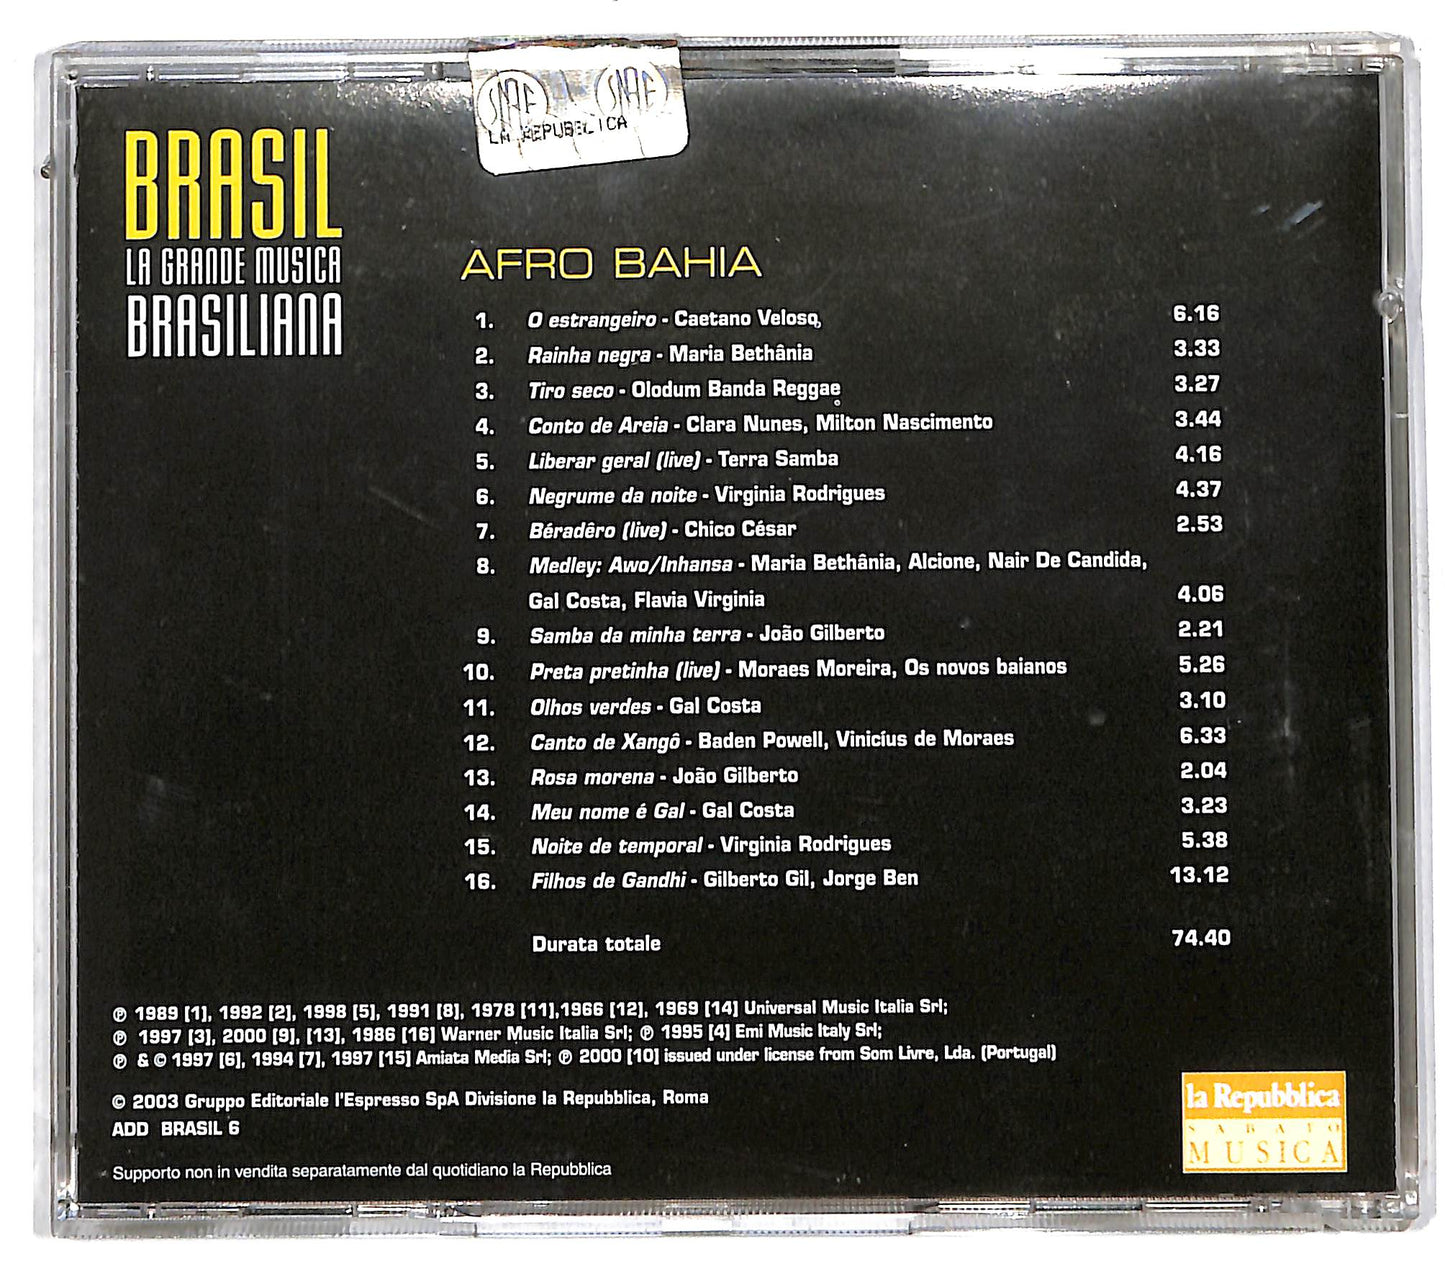 SIAE SIAE
LA REPUBBLICA
BRASIL
LA GRANDE MUSICA
BRASILIANA
AFRO BAHIA
1. O estrangeiro - Caetano Veloso 6.16
2. Rainha negra - Maria Bethânia 3.33
3. Tiro seco - Olodum Banda Reggae 3.27
4. Conto de Areia - Clara Nunes, Milton Nascimento 3.44
5. Liberar geral (live) - Terra Samba 4.16
6. Negrume da noite - Virginia Rodrigues 4.37
7. Béradêro (live) - Chico César 2.53
8. Medley: Awo/Inhansa - Maria Bethânia, Alcione, Nair De Candida,
Gal Costa, Flavia Virginia 4.06
9. Samba da minha terra - João Gilberto 2.21
10. Preta pretinha (live) - Moraes Moreira, Os novos baianos 5.26
11. Olhos verdes - Gal Costa 3.10
12. Canto de Xangô - Baden Powell, Vinicíus de Moraes 6.33
13. Rosa morena - João Gilberto 2.04
14. Meu nome é Gal - Gal Costa 3.23
15. Noite de temporal - Virginia Rodrigues 5.38
16. Filhos de Gandhi - Gilberto Gil, Jorge Ben 13.12
Durata totale 74.40
℗ 1989 [1], 1992 [2], 1998 [5], 1991 [8], 1978 [11],1966 [12], 1969 [14] Universal Music Italia Srl;
℗ 1997 [3], 2000 [9], [13], 1986 [16] Warner Music Italia Srl; ℗ 1995 [4] Emi Music Italy Srl;
℗ & © 1997 [6], 1994 [7], 1997 [15] Amiata Media Srl; ℗ 2000 [10] issued under license from Som Livre, Lda. (Portugal)
© 2003 Gruppo Editoriale l'Espresso SpA Divisione la Repubblica, Roma
ADD BRASIL 6
Supporto non in vendita separatamente dal quotidiano la Repubblica
la Repubblica
SABATO
MUSICA